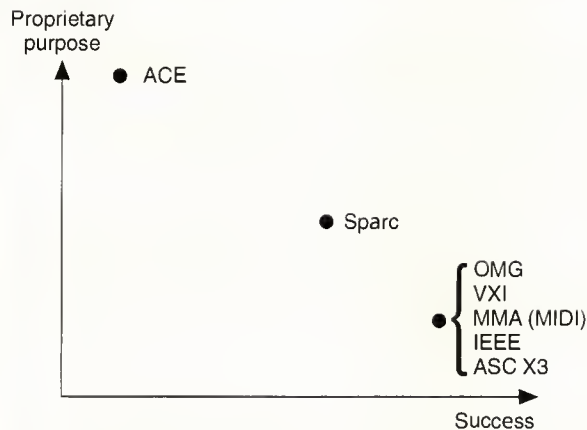 Proprietary
purpose
ACE
Sparc
OMG
VXI
MMA (MIDI)
IEEE
ASC X3
Success